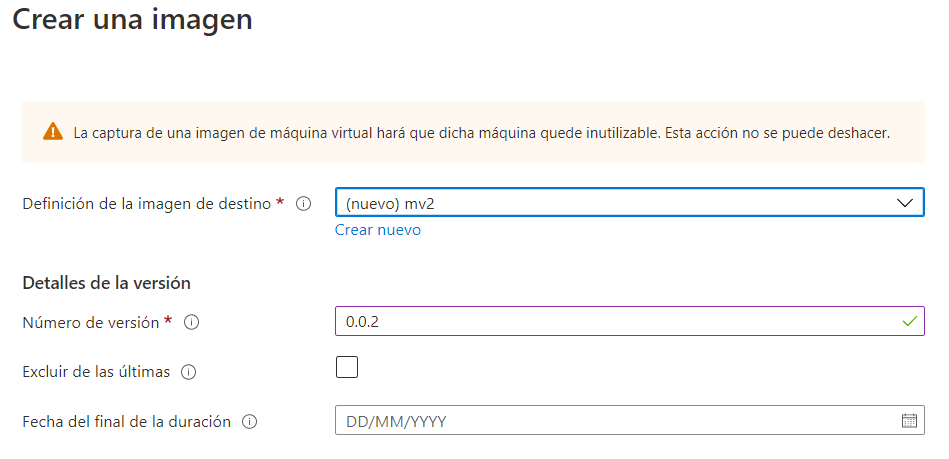 Crear una imagen
La captura de una imagen de máquina virtual hará que dicha máquina quede inutilizable. Esta acción no se puede deshacer.
Definición de la imagen de destino * (nuevo) mv2
Crear nuevo
Detalles de la versión
Número de versión * 0.0.2
Excluir de las últimas
Fecha del final de la duración DD/MM/YYYY